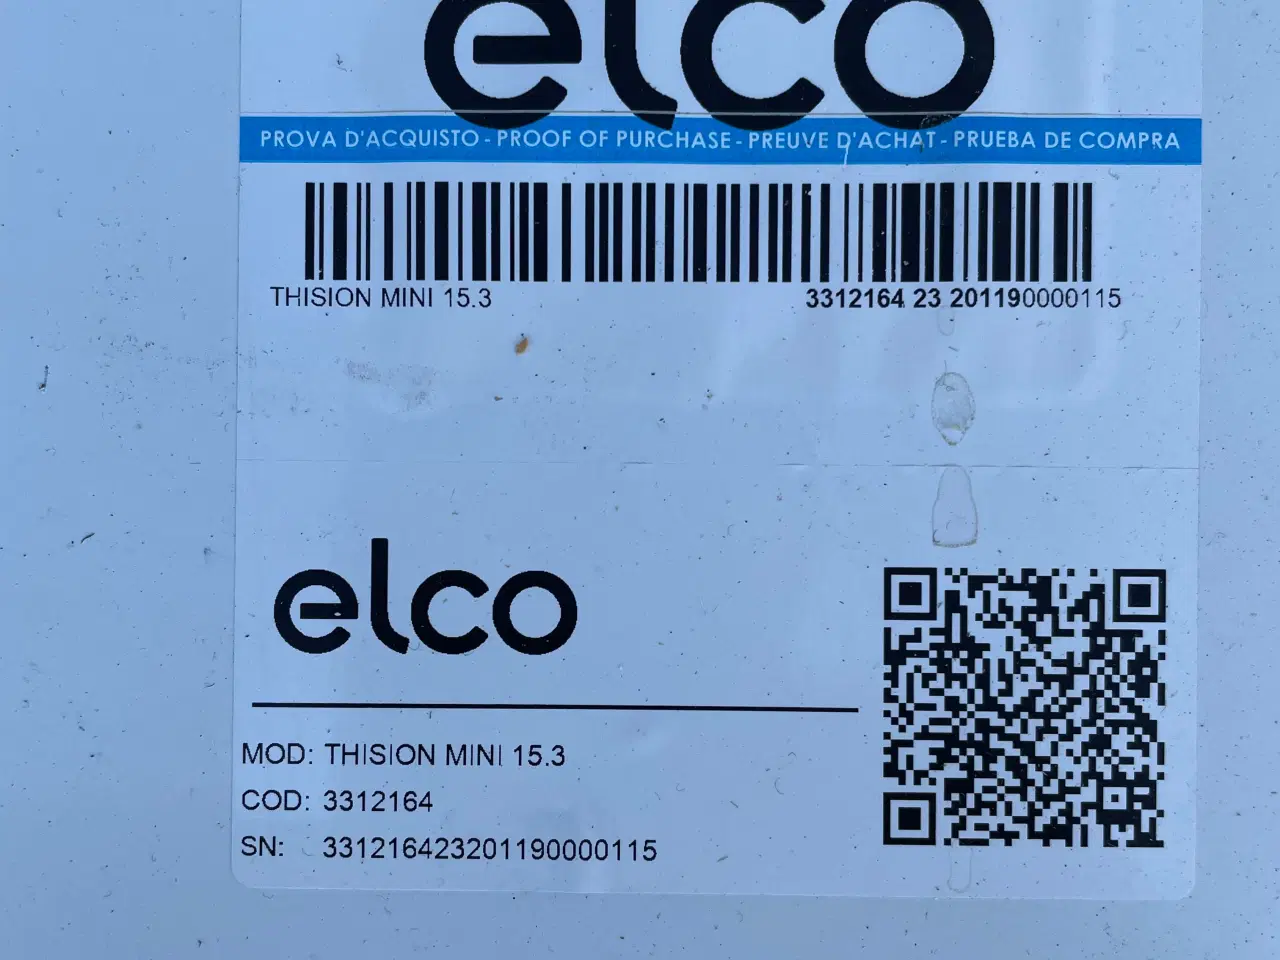 elco
PROVA D'ACQUISTO - PROOF OF PURCHASE - PREUVE D'ACHAT - PRUEBA DE COMPRA
THISION MINI 15.3 3312164 23 201190000115
elco
MOD: THISION MINI 15.3
COD: 3312164
SN: 331216423201190000115